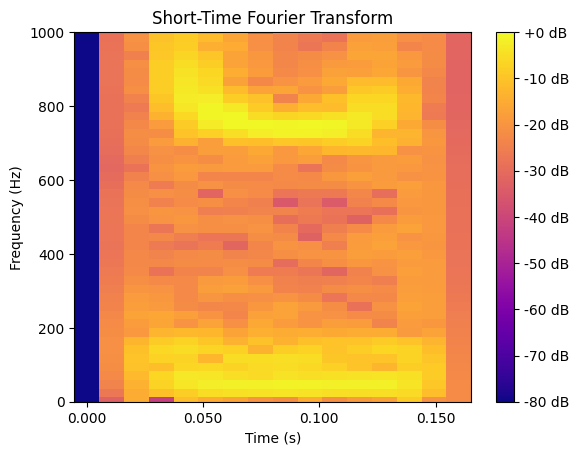 Short-Time Fourier Transform
1000
800
600
400
200
0
Frequency (Hz)
0.000
0.050
0.100
0.150
Time (s)
+0 dB
-10 dB
-20 dB
-30 dB
-40 dB
-50 dB
-60 dB
-70 dB
-80 dB